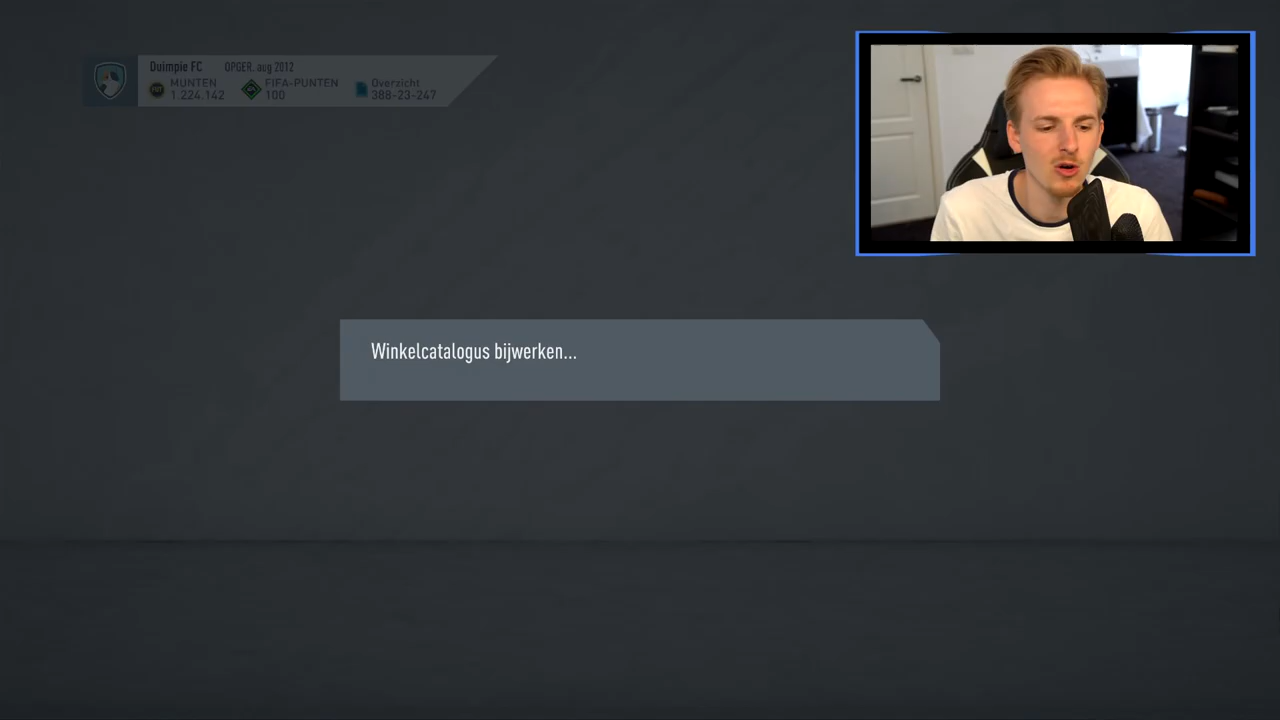 Duimpie FC OPGER. aug 2012
MUNTEN FIFA-PUNTEN Overzicht
1.224.142 100 388-23-247
Winkelcatalogus bijwerken...